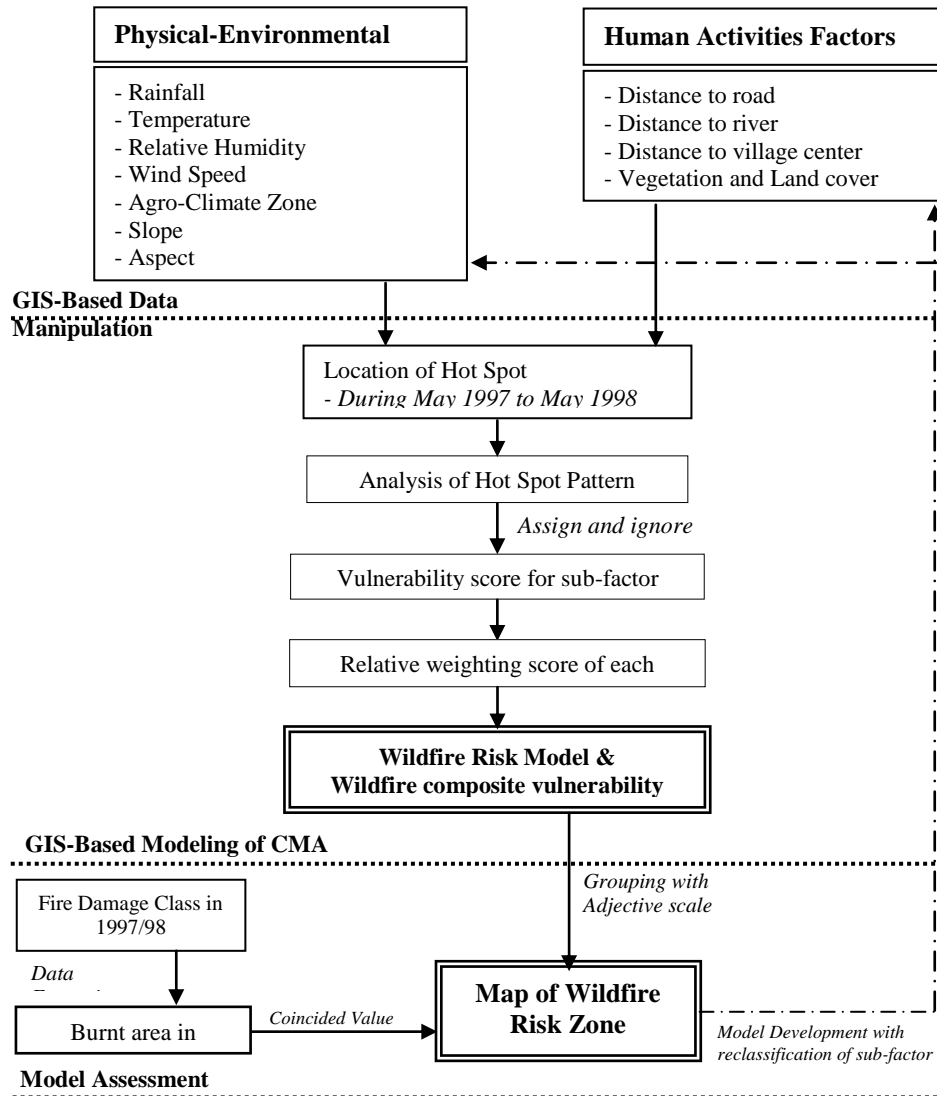 Physical-Environmental
- Rainfall
- Temperature
- Relative Humidity
- Wind Speed
- Agro-Climate Zone
- Slope
- Aspect
Human Activities Factors
- Distance to road
- Distance to river
- Distance to village center
- Vegetation and Land cover
GIS-Based Data
Manipulation
Location of Hot Spot
- During May 1997 to May 1998
Analysis of Hot Spot Pattern
Assign and ignore
Vulnerability score for sub-factor
Relative weighting score of each
Wildfire Risk Model &
Wildfire composite vulnerability
GIS-Based Modeling of CMA
Grouping with
Adjective scale
Fire Damage Class in
1997/98
Data
Burnt area in
Coincided Value
Map of Wildfire
Risk Zone
Model Development with
reclassification of sub-factor
Model Assessment